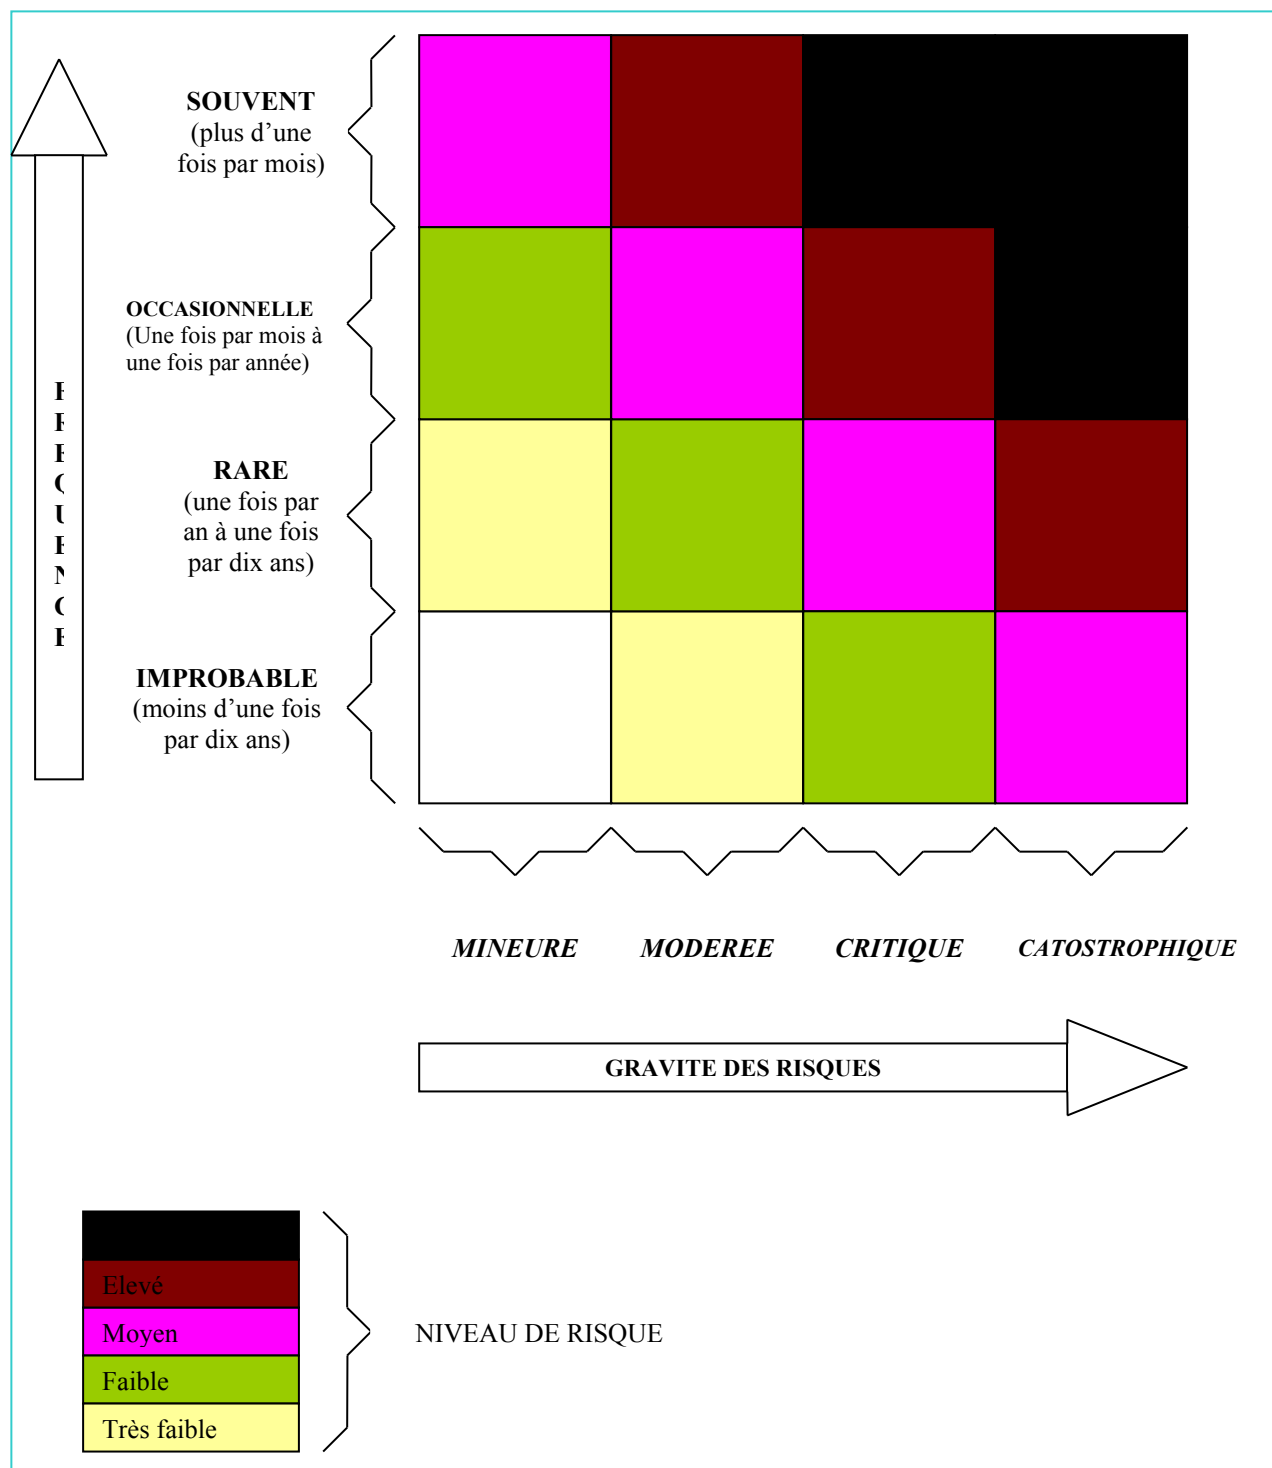 SOUVENT
(plus d’une
fois par mois)
OCCASIONNELLE
(Une fois par mois à
une fois par année)
F
R
E
Q
U
E
N
C
E
RARE
(une fois par
an à une fois
par dix ans)
IMPROBABLE
(moins d’une fois
par dix ans)
MINEURE
MODEREE
CRITIQUE
CATOSTROPHIQUE
GRAVITE DES RISQUES
Elevé
Moyen
Faible
Très faible
NIVEAU DE RISQUE